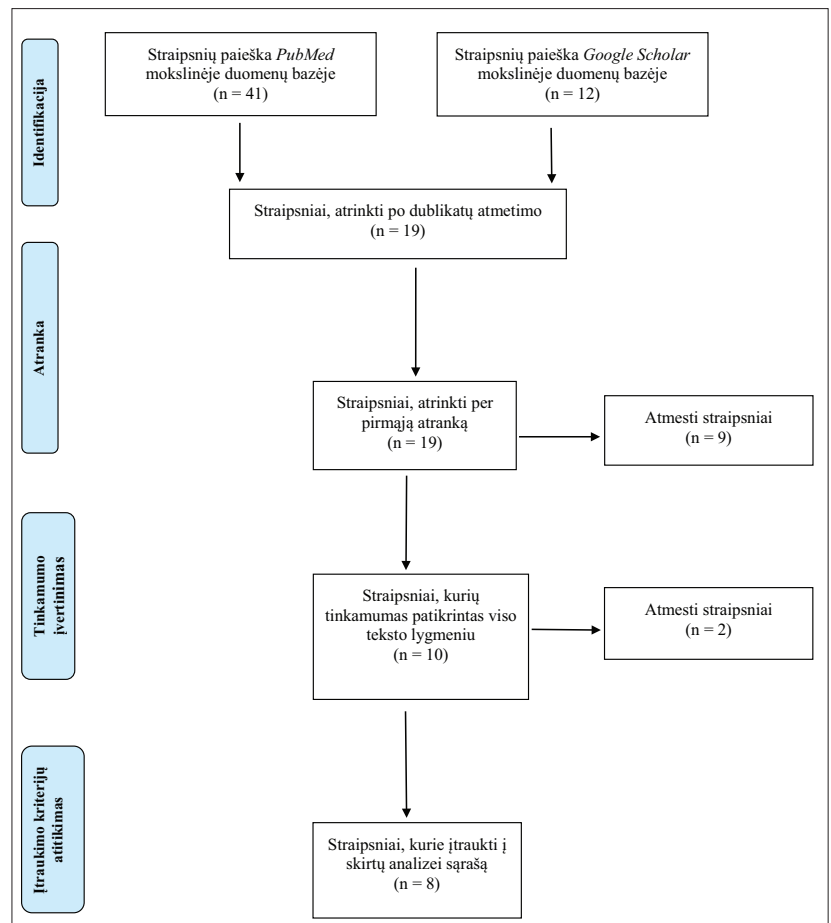 Identifikacija
Straipsnių paieška PubMed
mokslinėje duomenų bazėje
(n = 41)
Straipsnių paieška Google Scholar
mokslinėje duomenų bazėje
(n = 12)
Straipsniai, atrinkti po dublikatų atmetimo
(n = 19)
Atranka
Straipsniai, atrinkti per
pirmąją atranką
(n = 19)
Atmesti straipsniai
(n = 9)
Tinkamumo
įvertinimas
Straipsniai, kurių
tinkamumas patikrintas viso
teksto lygmeniu
(n = 10)
Atmesti straipsniai
(n = 2)
Įtraukimo kriterijų
atitikimas
Straipsniai, kurie įtraukti į
skirtų analizei sąrašą
(n = 8)